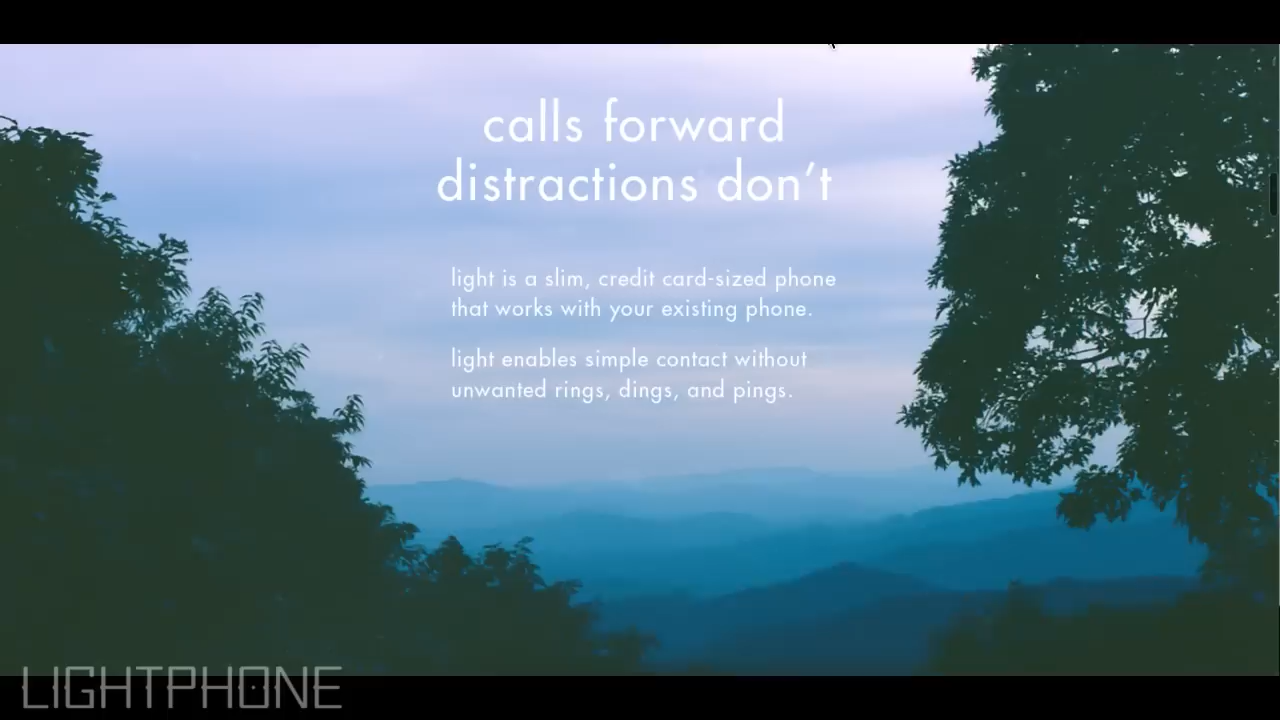 calls forward
distractions don't
light is a slim, credit card-sized phone
that works with your existing phone.
light enables simple contact without
unwanted rings, dings, and pings.
LIGHTPHONE